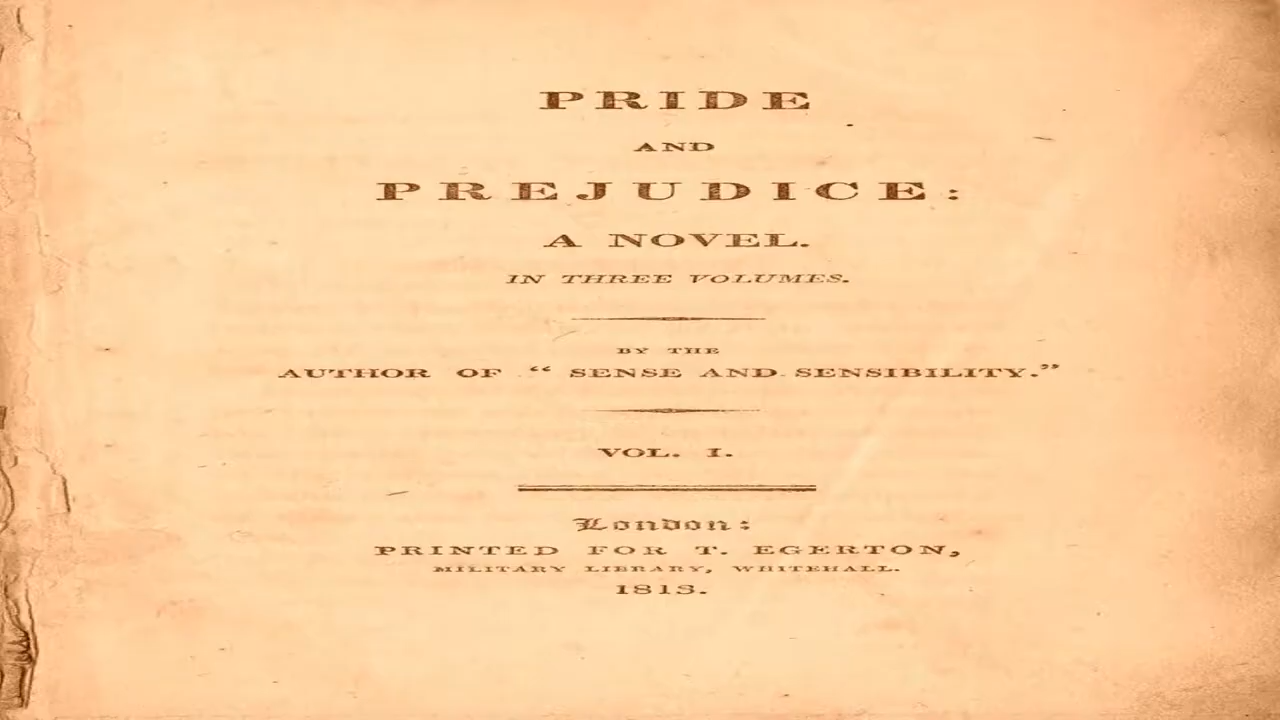 PRIDE
AND
PREJUDICE:
A NOVEL.
IN THREE VOLUMES.
BY THE
AUTHOR OF “ SENSE AND SENSIBILITY.”
VOL. I.
London:
PRINTED FOR T. EGERTON,
MILITARY LIBRARY, WHITEHALL.
1813.